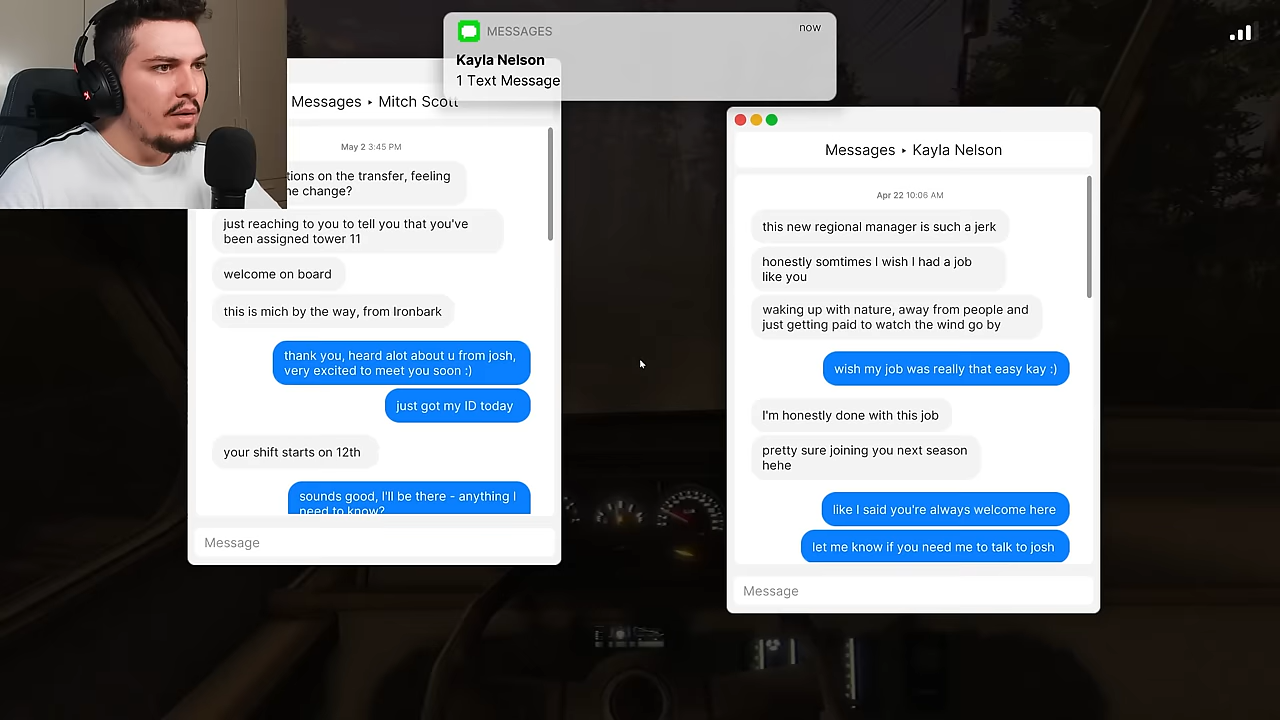 MESSAGES
now
Kayla Nelson
1 Text Message
Messages ▸ Mitch Scott
May 2 3:45 PM
tions on the transfer, feeling
e change?
just reaching to you to tell you that you've
been assigned tower 11
welcome on board
this is mich by the way, from Ironbark
thank you, heard alot about u from josh,
very excited to meet you soon :)
just got my ID today
your shift starts on 12th
sounds good, I'll be there - anything I
need to know?
Message
Messages ▸ Kayla Nelson
Apr 22 10:06 AM
this new regional manager is such a jerk
honestly somtimes I wish I had a job
like you
waking up with nature, away from people and
just getting paid to watch the wind go by
wish my job was really that easy kay :)
I'm honestly done with this job
pretty sure joining you next season
hehe
like I said you're always welcome here
let me know if you need me to talk to josh
Message